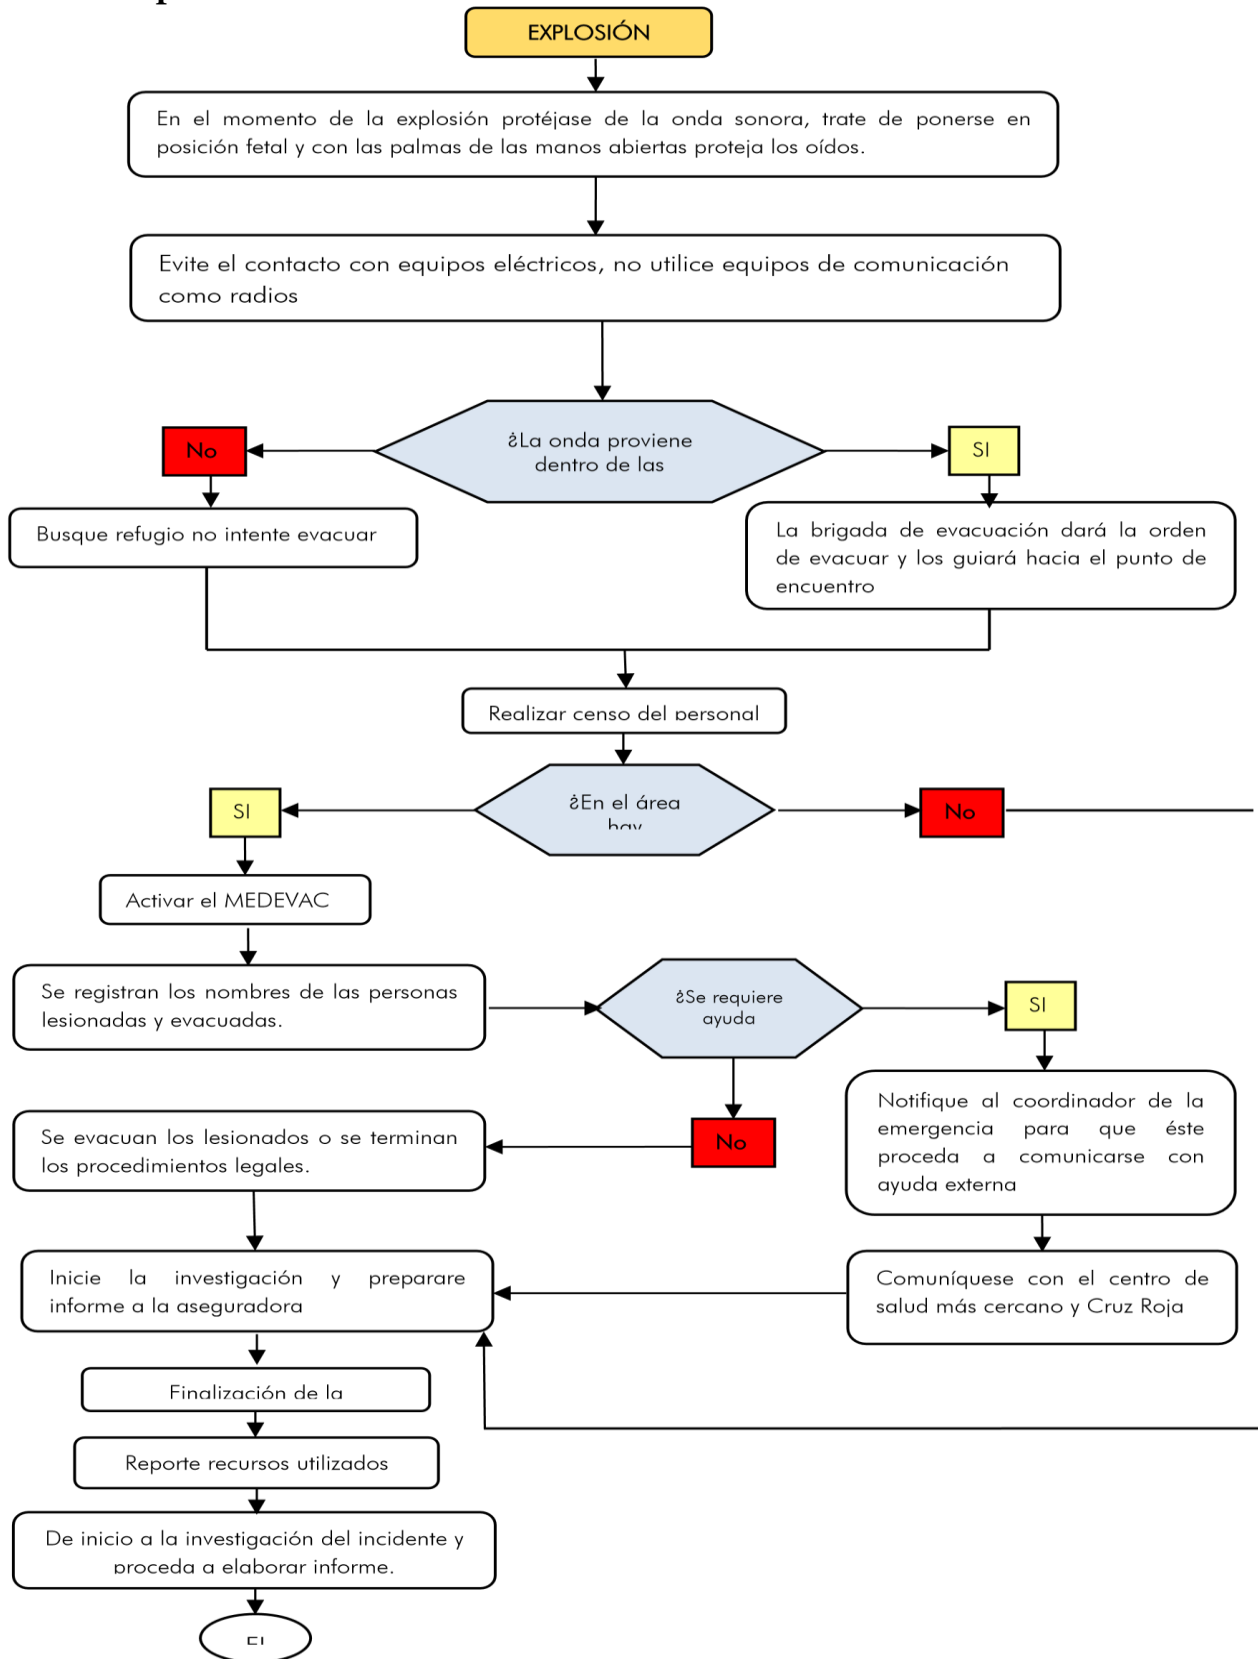 EXPLOSIÓN
En el momento de la explosión protéjase de la onda sonora, trate de ponerse en
posición fetal y con las palmas de las manos abiertas proteja los oídos.
Evite el contacto con equipos eléctricos, no utilice equipos de comunicación
como radios
¿La onda proviene
dentro de las
No
SI
Busque refugio no intente evacuar
La brigada de evacuación dará la orden
de evacuar y los guiará hacia el punto de
encuentro
Realizar censo del personal
¿En el área
hay
SI
No
Activar el MEDEVAC
Se registran los nombres de las personas
lesionadas y evacuadas.
¿Se requiere
ayuda
SI
No
Notifique al coordinador de la
emergencia para que éste
proceda a comunicarse con
ayuda externa
Se evacuan los lesionados o se terminan
los procedimientos legales.
Inicie la investigación y preparare
informe a la aseguradora
Comuníquese con el centro de
salud más cercano y Cruz Roja
Finalización de la
Reporte recursos utilizados
De inicio a la investigación del incidente y
proceda a elaborar informe.